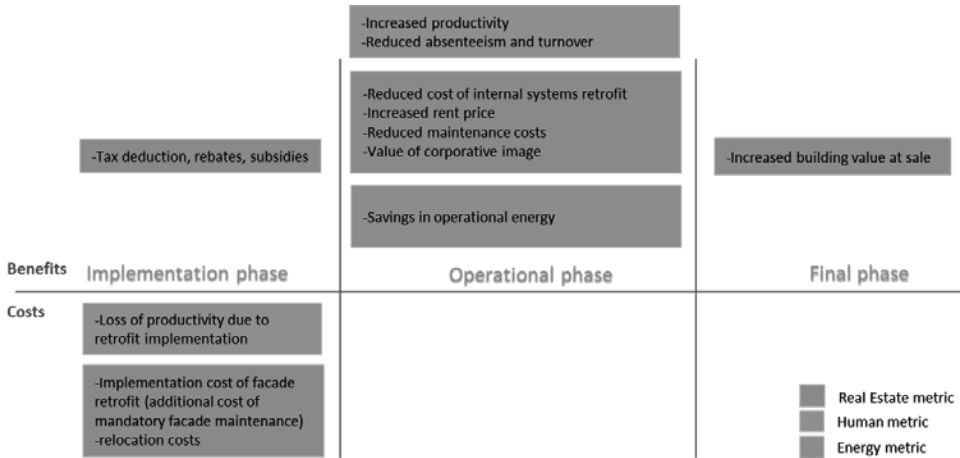 -Increased productivity
-Reduced absenteeism and turnover
-Reduced cost of internal systems retrofit
-Increased rent price
-Reduced maintenance costs
-Value of corporative image
-Tax deduction, rebates, subsidies
-Increased building value at sale
-Savings in operational energy
Benefits
Implementation phase
Operational phase
Final phase
Costs
-Loss of productivity due to
retrofit implementation
-Implementation cost of facade
retrofit (additional cost of
mandatory facade maintenance)
-relocation costs
Real Estate metric
Human metric
Energy metric